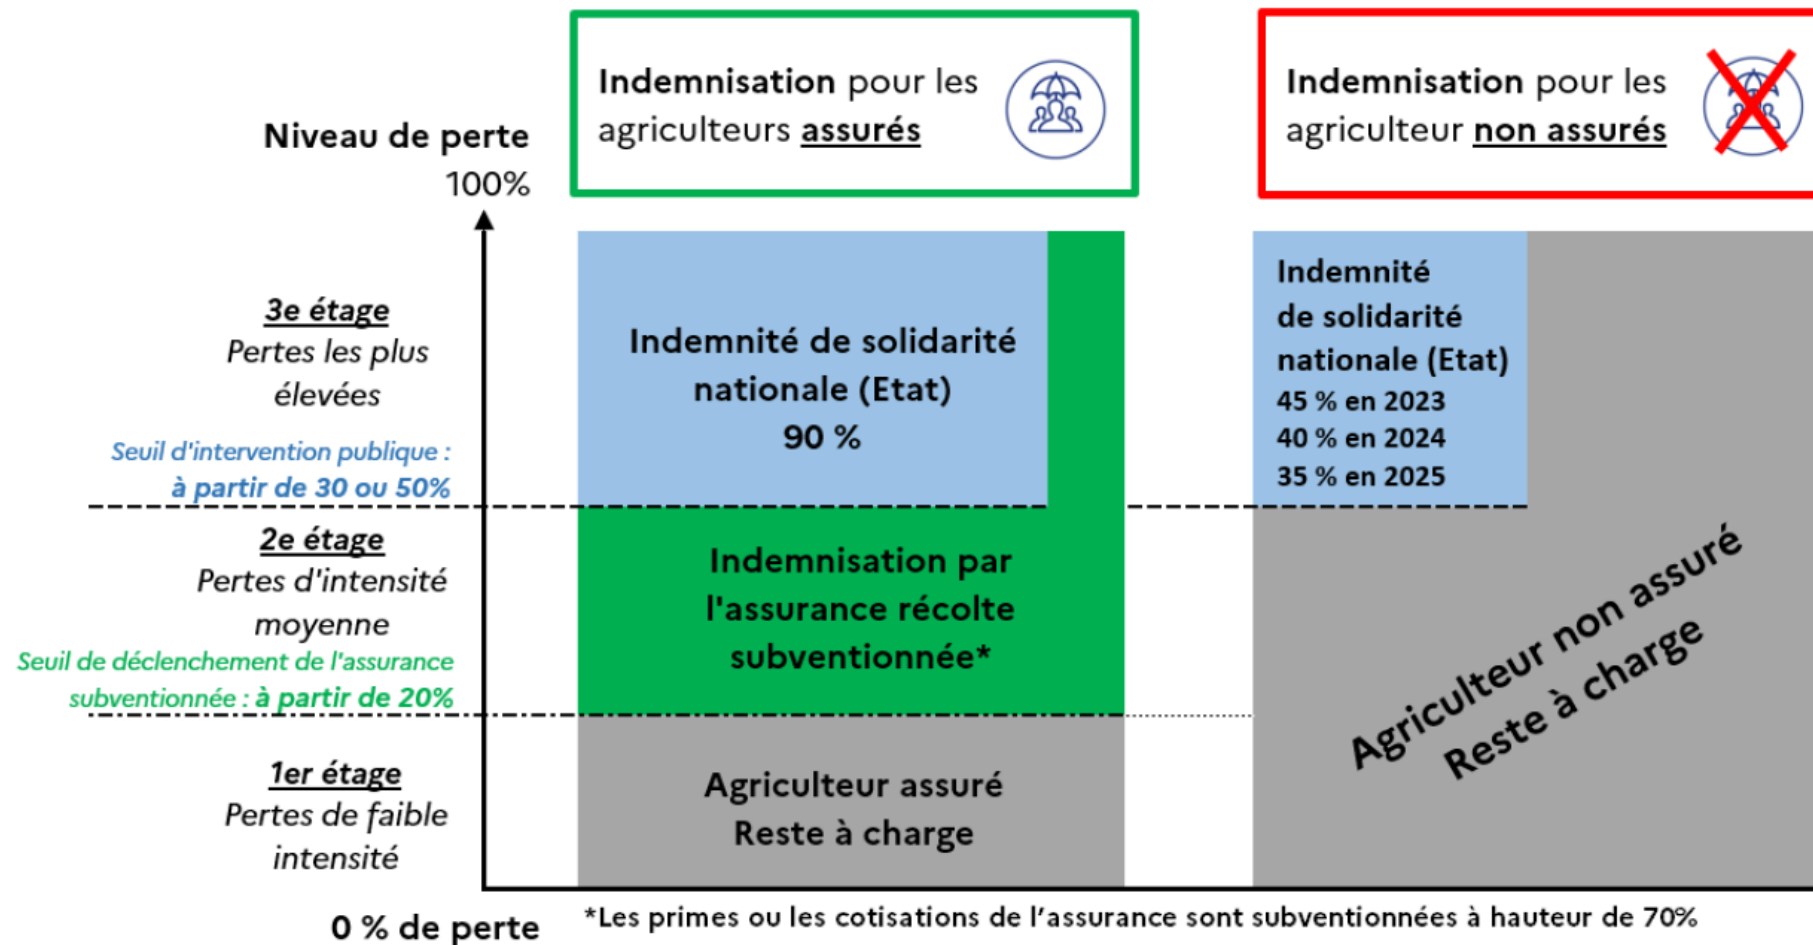 Indemnisation pour les
agriculteurs assurés
Indemnisation pour les
agriculteur non assurés
Niveau de perte
100%
3e étage
Pertes les plus
élevées
Seuil d'intervention publique :
à partir de 30 ou 50%
2e étage
Pertes d'intensité
moyenne
Seuil de déclenchement de l'assurance
subventionnée : à partir de 20%
1er étage
Pertes de faible
intensité
0 % de perte
Indemnité de solidarité
nationale (Etat)
90 %
Indemnisation par
l'assurance récolte
subventionnée*
Agriculteur assuré
Reste à charge
Indemnité
de solidarité
nationale (Etat)
45 % en 2023
40 % en 2024
35 % en 2025
Agriculteur non assuré
Reste à charge
*Les primes ou les cotisations de l’assurance sont subventionnées à hauteur de 70%